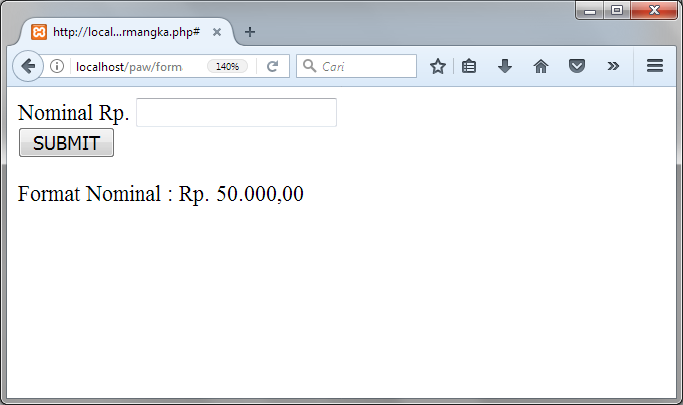 http://local...rmangka.php#
localhost/paw/form
140%
Cari
Nominal Rp.
SUBMIT
Format Nominal : Rp. 50.000,00